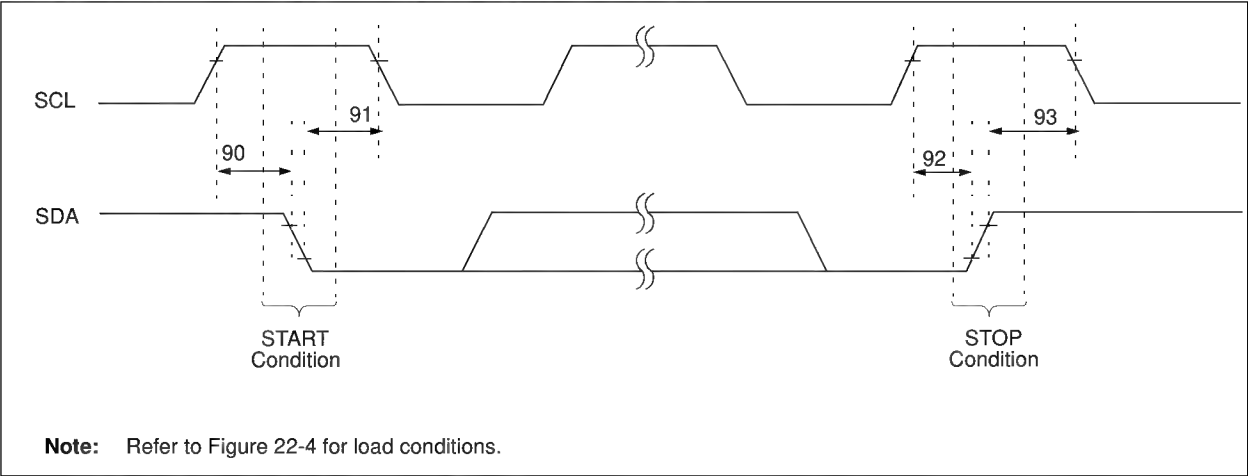 SCL
91
93
90
92
SDA
START
Condition
STOP
Condition
Note: Refer to Figure 22-4 for load conditions.